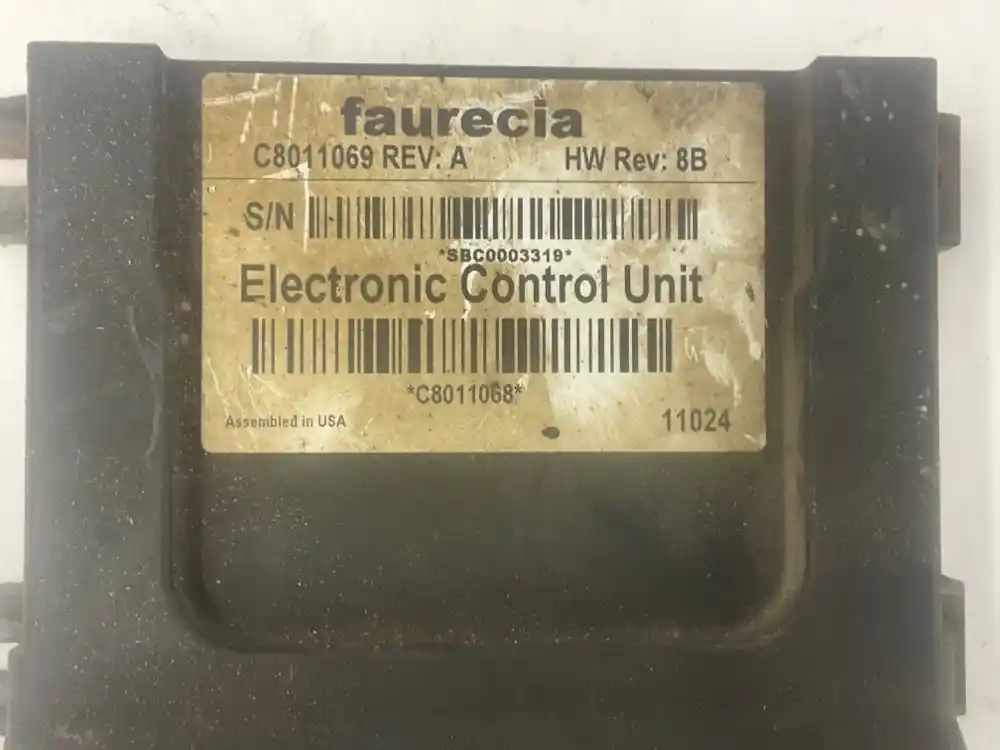 faurecia
C8011069 REV: A HW Rev: 8B
S/N
*SBC0003319*
Electronic Control Unit
*C8011068*
Assembled in USA 11024